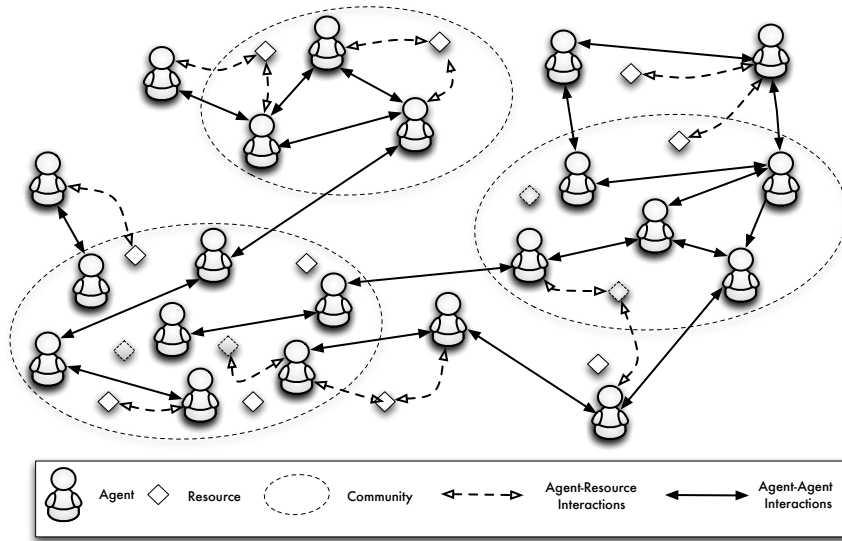 Agent
Resource
Community
Agent-Resource
Interactions
Agent-Agent
Interactions